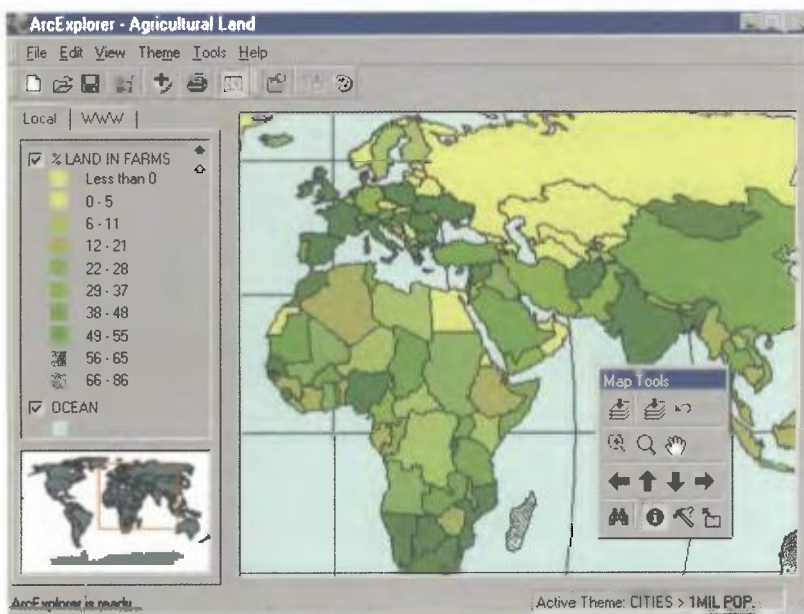 ArcExplorer - Agricultural Land
File Edit View Theme Tools Help
Local WWW
% LAND IN FARMS
Less than 0
0 - 5
6 - 11
12 - 21
22 - 28
29 - 37
38 - 48
49 - 55
56 - 65
66 - 86
OCEAN
Map Tools
ArcExplorer is ready
Active Theme: CITIES > 1MIL POP.